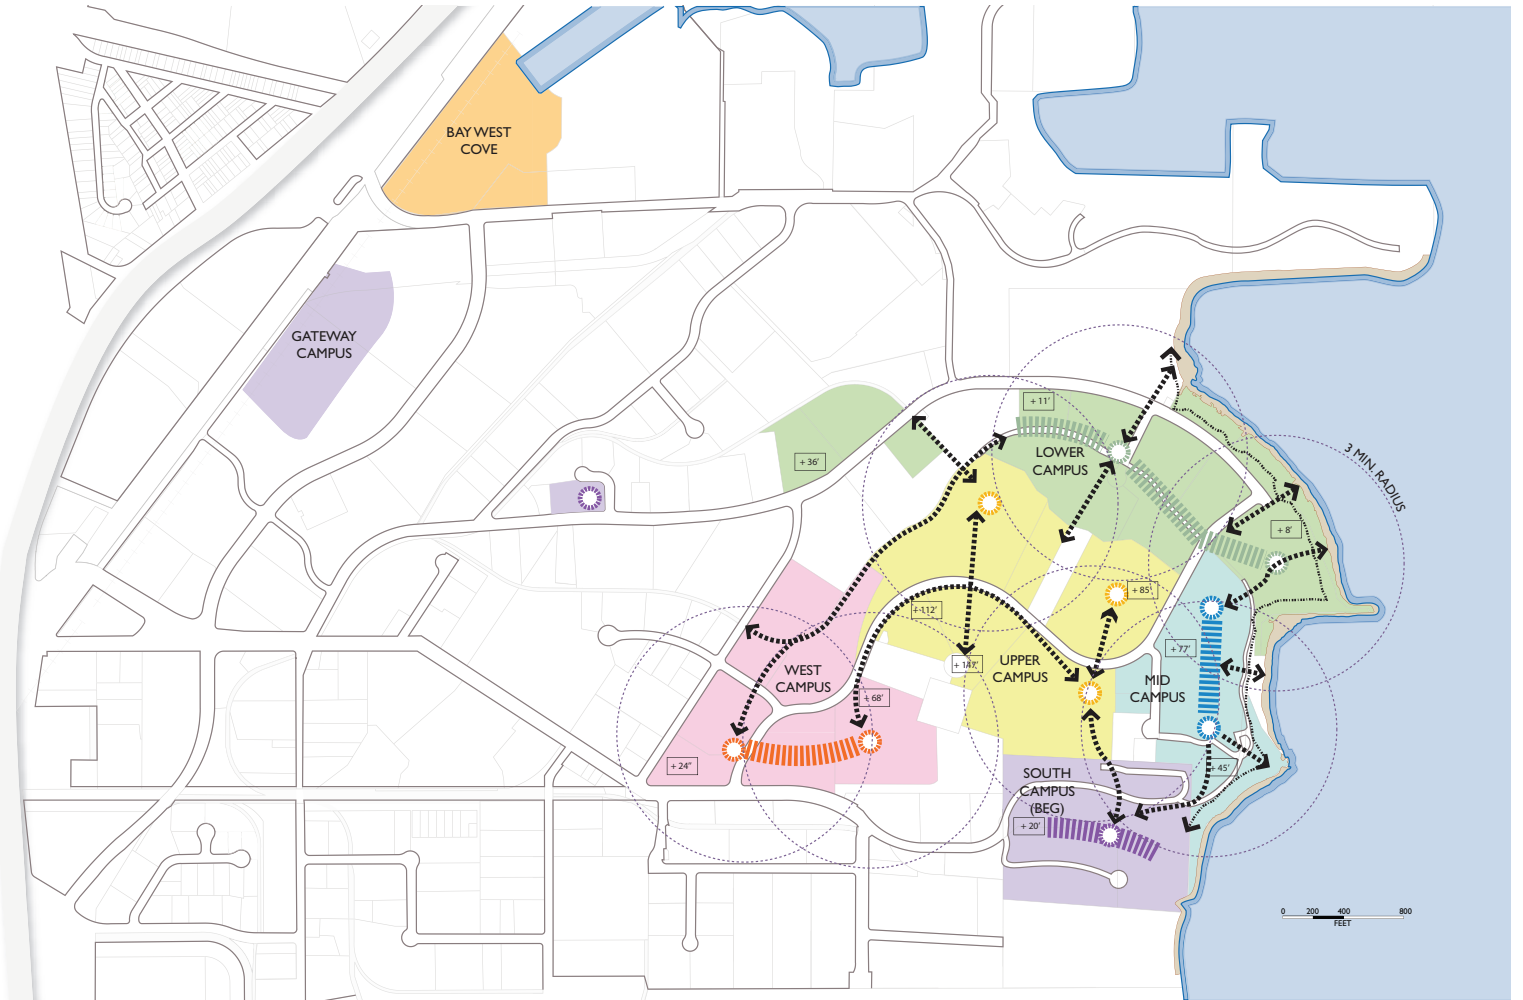 BAY WEST
COVE
GATEWAY
CAMPUS
+ 11'
LOWER
CAMPUS
+ 36'
3 MIN. RADIUS
+ 8'
+ 85'
+ 112'
+ 77'
WEST
CAMPUS
UPPER
CAMPUS
MID
CAMPUS
+ 68'
+ 24"
+ 45'
SOUTH
CAMPUS
(BEG)
+ 20'
0 200 400 800
FEET